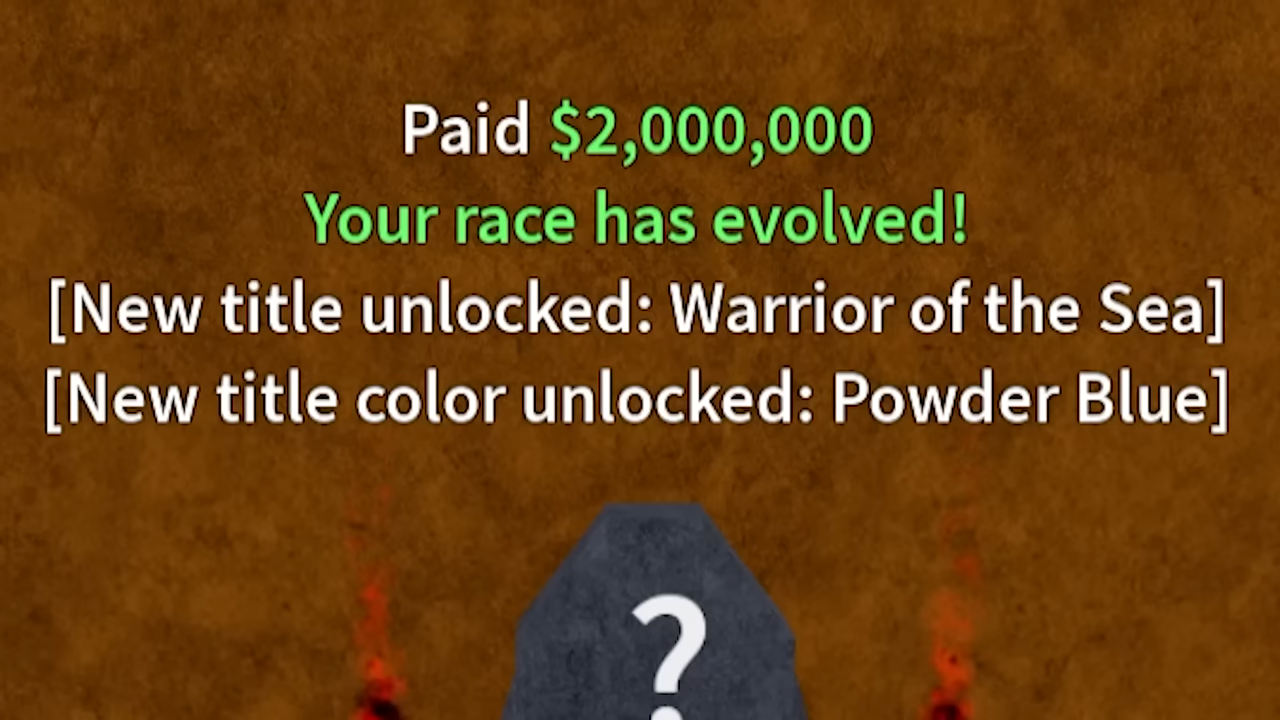 Paid $2,000,000
Your race has evolved!
[New title unlocked: Warrior of the Sea]
[New title color unlocked: Powder Blue]
?